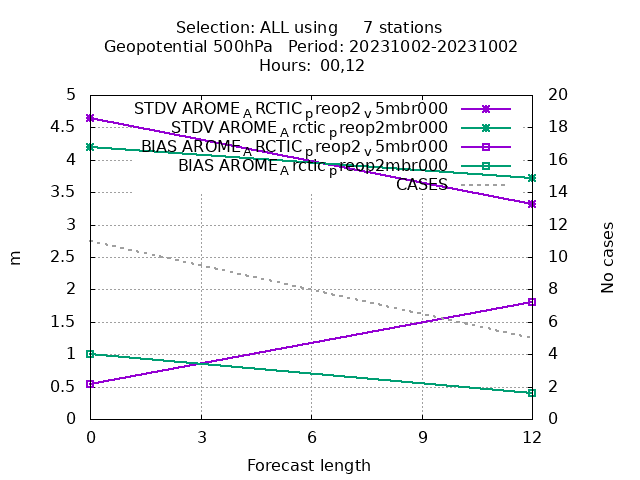 Selection: ALL using     7 stations
Geopotential 500hPa   Period: 20231002-20231002
Hours: 00,12
5
4.5
4
3.5
3
2.5
2
1.5
1
0.5
0
m
STDV AROME_ARCTIC_preop2_v5mbr000
STDV AROME_Arctic_preop2mbr000
BIAS AROME_ARCTIC_preop2_v5mbr000
BIAS AROME_Arctic_preop2mbr000
CASES
20
18
16
14
12
10
8
6
4
2
0
No cases
0 3 6 9 12
Forecast length